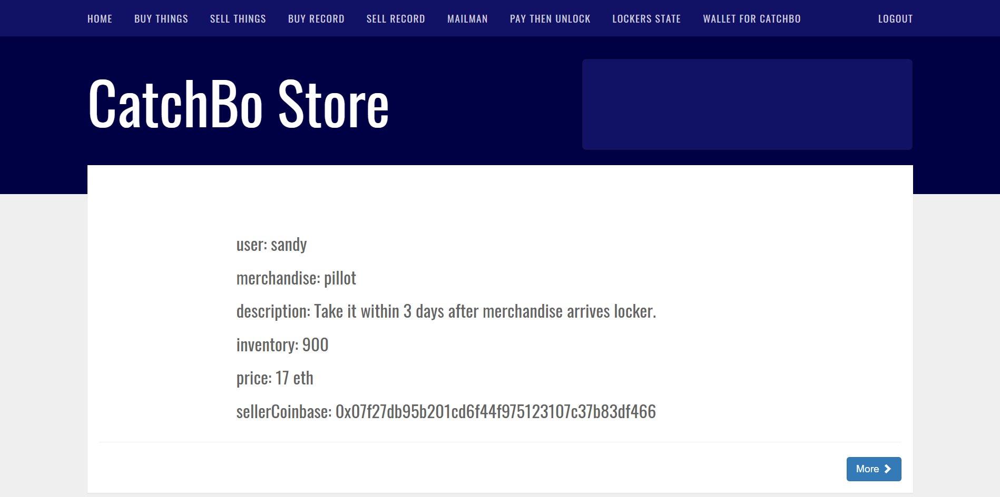 HOME BUY THINGS SELL THINGS BUY RECORD SELL RECORD MAILMAN PAY THEN UNLOCK LOCKERS STATE WALLET FOR CATCHBO LOGOUT
CatchBo Store
user: sandy
merchandise: pillot
description: Take it within 3 days after merchandise arrives locker.
inventory: 900
price: 17 eth
sellerCoinbase: 0x07f27db95b201cd6f44f975123107c37b83df466
More